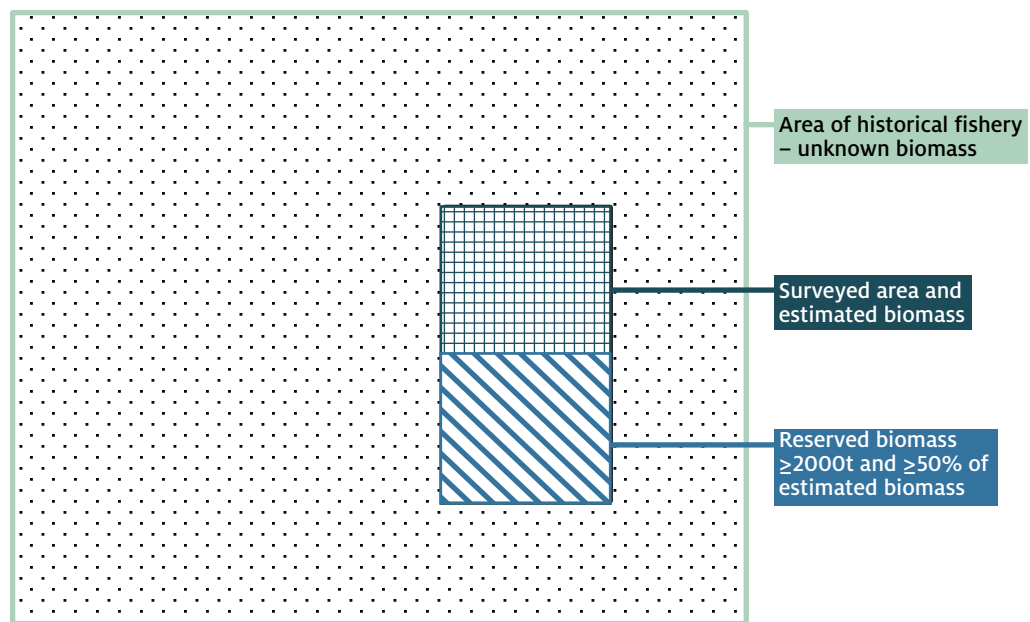 Area of historical fishery
– unknown biomass
Surveyed area and
estimated biomass
Reserved biomass
≥2000t and ≥50% of
estimated biomass